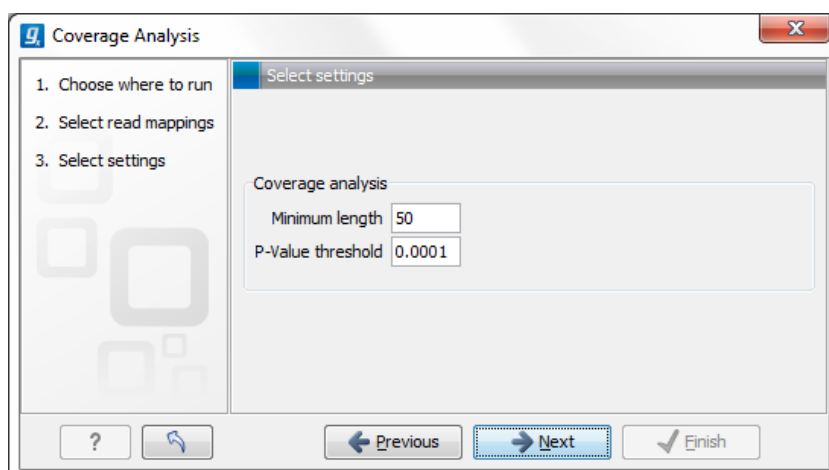 Coverage Analysis
1. Choose where to run
2. Select read mappings
3. Select settings
Select settings
Coverage analysis
Minimum length 50
P-Value threshold 0.0001
? Previous Next Finish